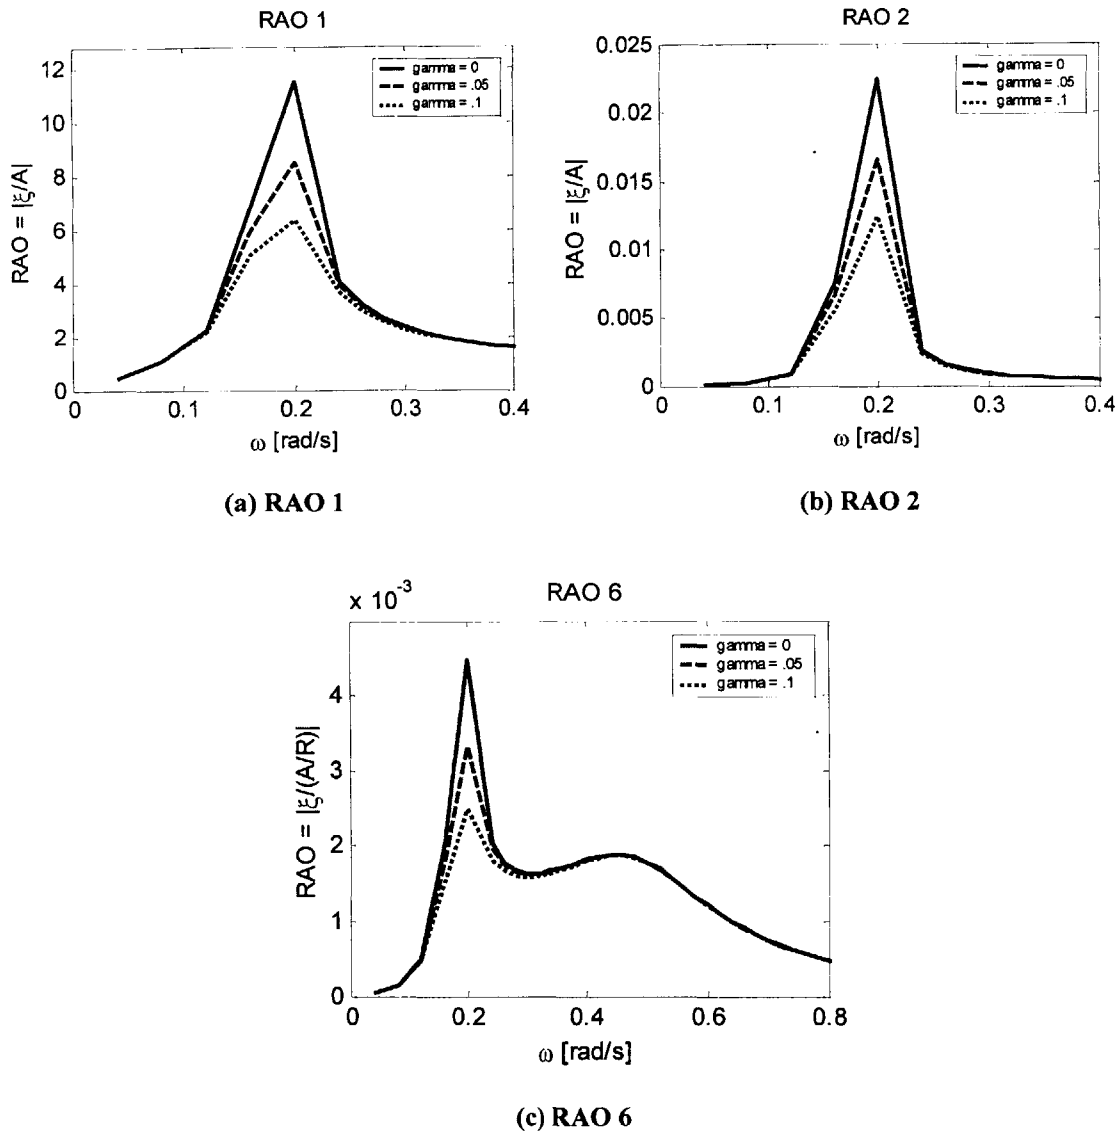 RAO 1
RAO = |ξ/A|
12
10
8
6
4
2
0
gamma = 0
gamma = .05
gamma = .1
0 0.1 0.2 0.3 0.4
ω [rad/s]
(a) RAO 1
RAO 2
RAO = |ξ/A|
0.025
0.02
0.015
0.01
0.005
0
gamma = 0
gamma = .05
gamma = .1
0 0.1 0.2 0.3 0.4
ω [rad/s]
(b) RAO 2
x 10⁻³
RAO 6
RAO = |ξ/(A/R)|
4
3
2
1
0
gamma = 0
gamma = .05
gamma = .1
0 0.2 0.4 0.6 0.8
ω [rad/s]
(c) RAO 6